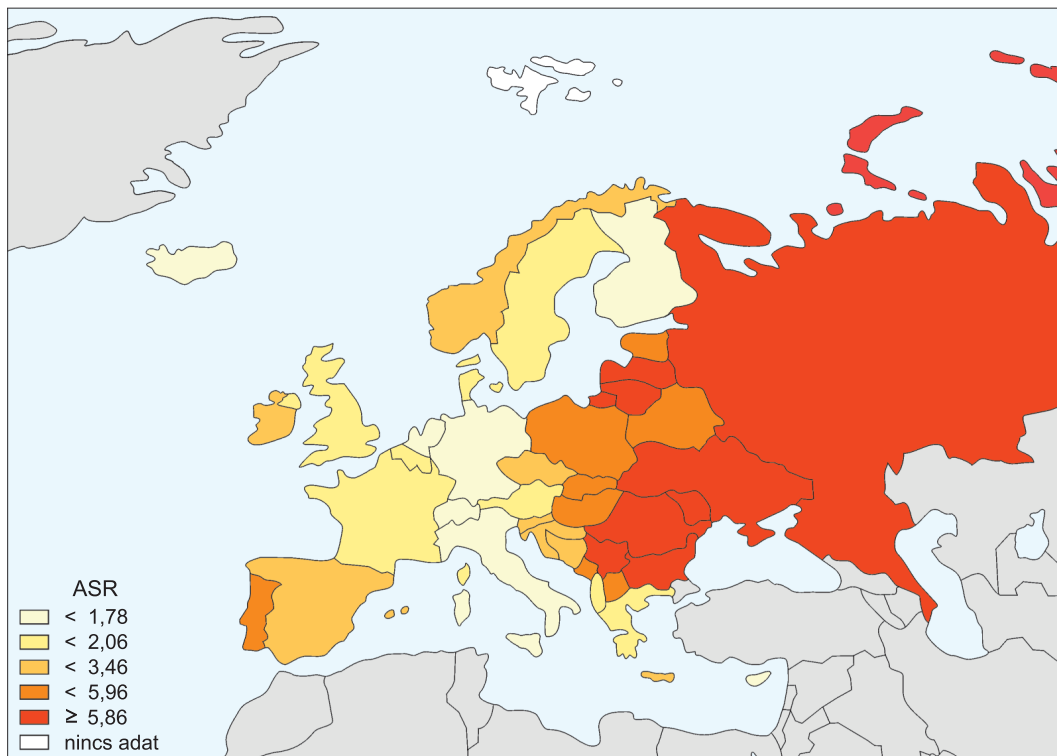 ASR
< 1,78
< 2,06
< 3,46
< 5,96
≥ 5,86
nincs adat